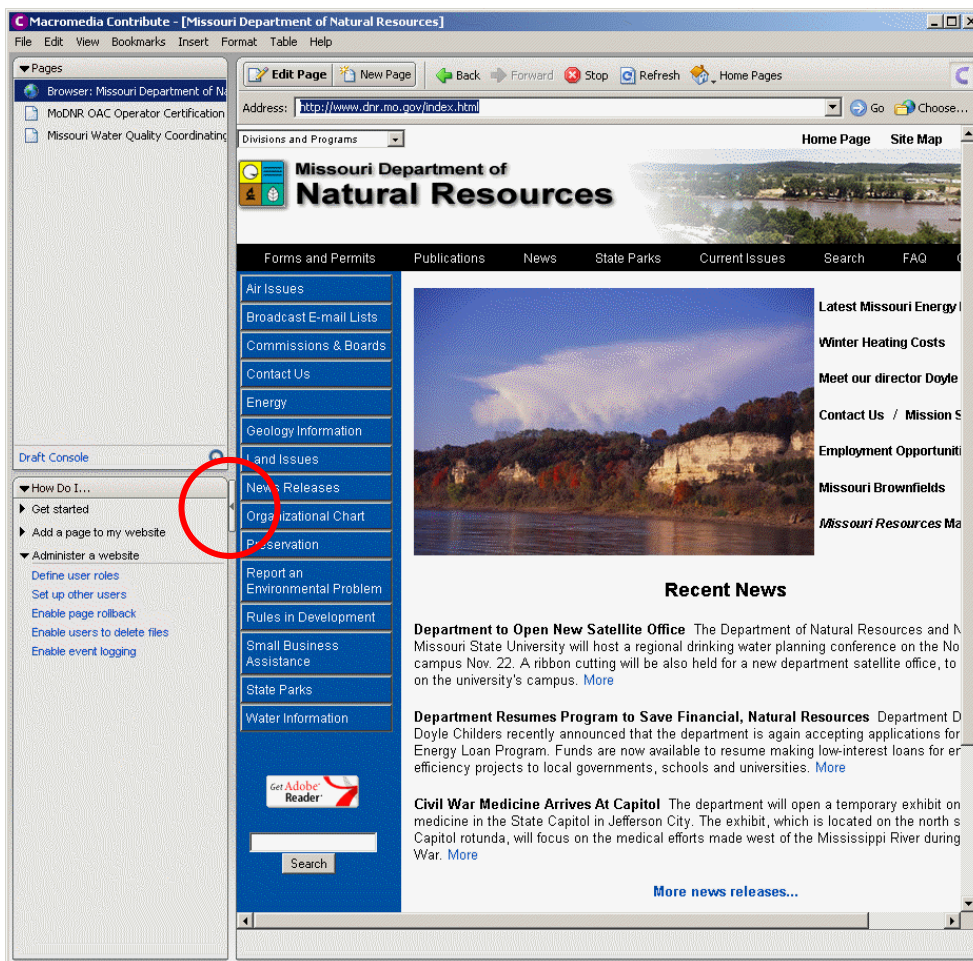 Macromedia Contribute - [Missouri Department of Natural Resources]
File Edit View Bookmarks Insert Format Table Help
Pages
Browser: Missouri Department of Na
MoDNR OAC Operator Certification
Missouri Water Quality Coordinating
Draft Console
How Do I...
Get started
Add a page to my website
Administer a website
Define user roles
Set up other users
Enable page rollback
Enable users to delete files
Enable event logging
Edit Page New Page Back Forward Stop Refresh Home Pages
Address: http://www.dnr.mo.gov/index.html Go Choose...
Divisions and Programs Home Page Site Map
Missouri Department of
Natural Resources
Forms and Permits Publications News State Parks Current Issues Search FAQ
Air Issues
Broadcast E-mail Lists
Commissions & Boards
Contact Us
Energy
Geology Information
Land Issues
News Releases
Organizational Chart
Preservation
Report an
Environmental Problem
Rules in Development
Small Business
Assistance
State Parks
Water Information
Get Adobe
Reader
Search
Latest Missouri Energy
Winter Heating Costs
Meet our director Doyle
Contact Us / Mission S
Employment Opportuniti
Missouri Brownfields
Missouri Resources Ma
Recent News
Department to Open New Satellite Office The Department of Natural Resources and N
Missouri State University will host a regional drinking water planning conference on the No
campus Nov. 22. A ribbon cutting will be also held for a new department satellite office, to
on the university's campus. More
Department Resumes Program to Save Financial, Natural Resources Department D
Doyle Childers recently announced that the department is again accepting applications for
Energy Loan Program. Funds are now available to resume making low-interest loans for en
efficiency projects to local governments, schools and universities. More
Civil War Medicine Arrives At Capitol The department will open a temporary exhibit on
medicine in the State Capitol in Jefferson City. The exhibit, which is located on the north s
Capitol rotunda, will focus on the medical efforts made west of the Mississippi River during
War. More
More news releases...